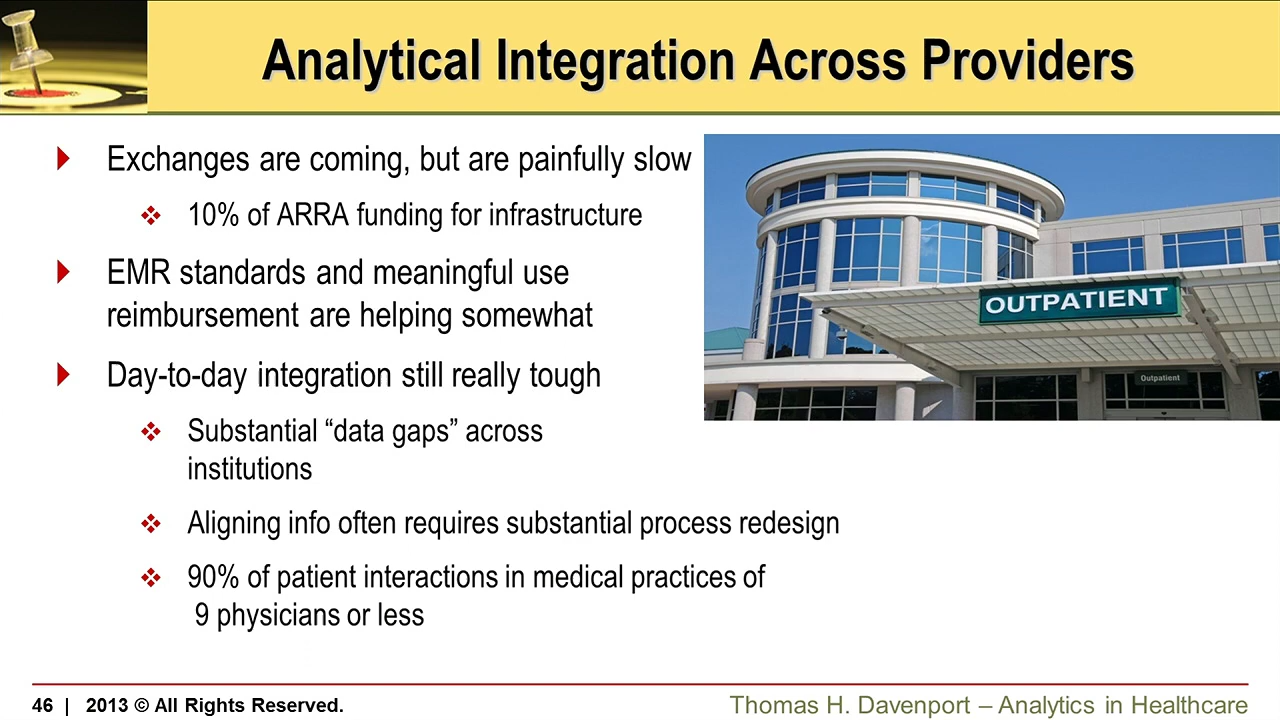 Analytical Integration Across Providers
Exchanges are coming, but are painfully slow
10% of ARRA funding for infrastructure
EMR standards and meaningful use
reimbursement are helping somewhat
Day-to-day integration still really tough
Substantial “data gaps” across
institutions
Aligning info often requires substantial process redesign
90% of patient interactions in medical practices of
9 physicians or less
OUTPATIENT
Outpatient
46 | 2013 © All Rights Reserved.
Thomas H. Davenport – Analytics in Healthcare